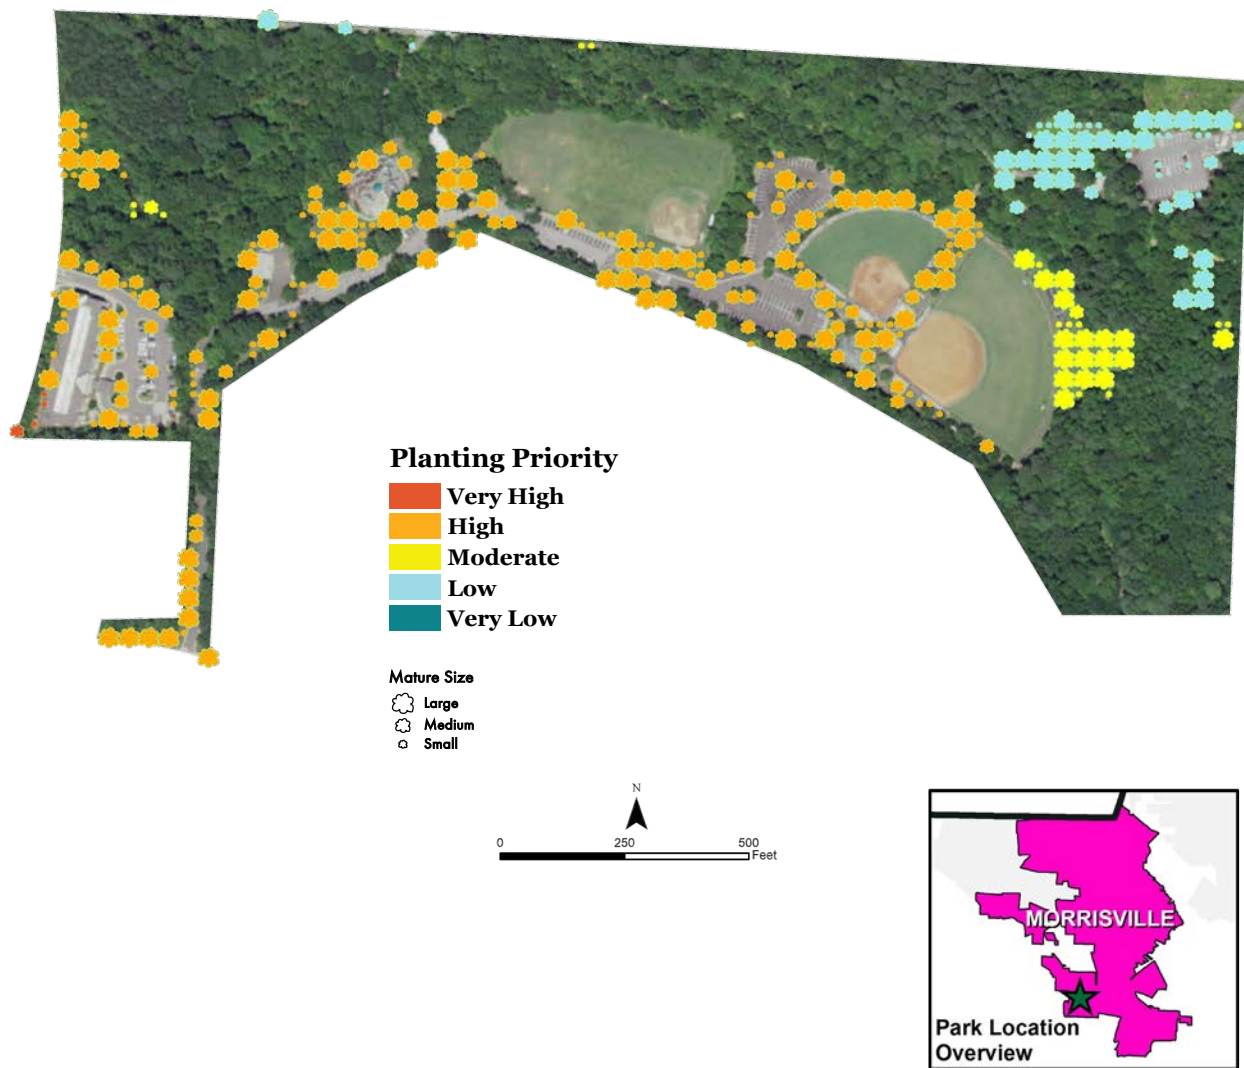 Planting Priority
Very High
High
Moderate
Low
Very Low
Mature Size
Large
Medium
Small
N
0 250 500
Feet
MORRISVILLE
Park Location
Overview